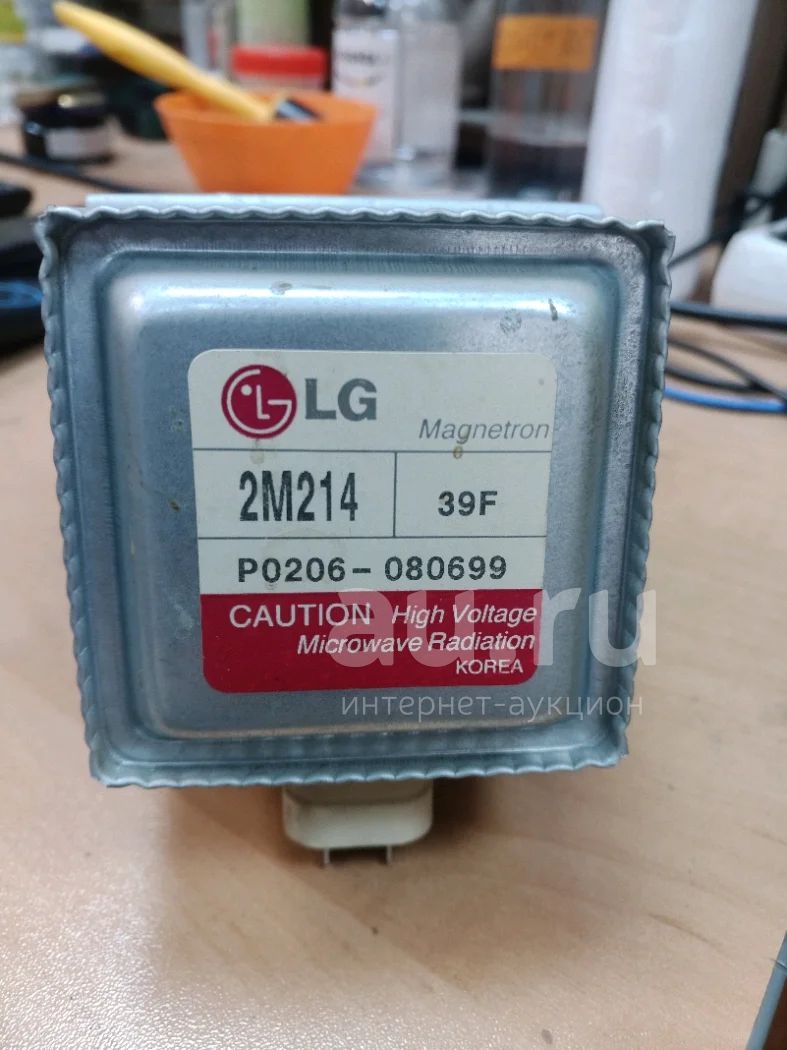 LG
Magnetron
2M214 39F
P0206-080699
CAUTION High Voltage
Microwave Radiation
KOREA
au.ru
интернет-аукцион